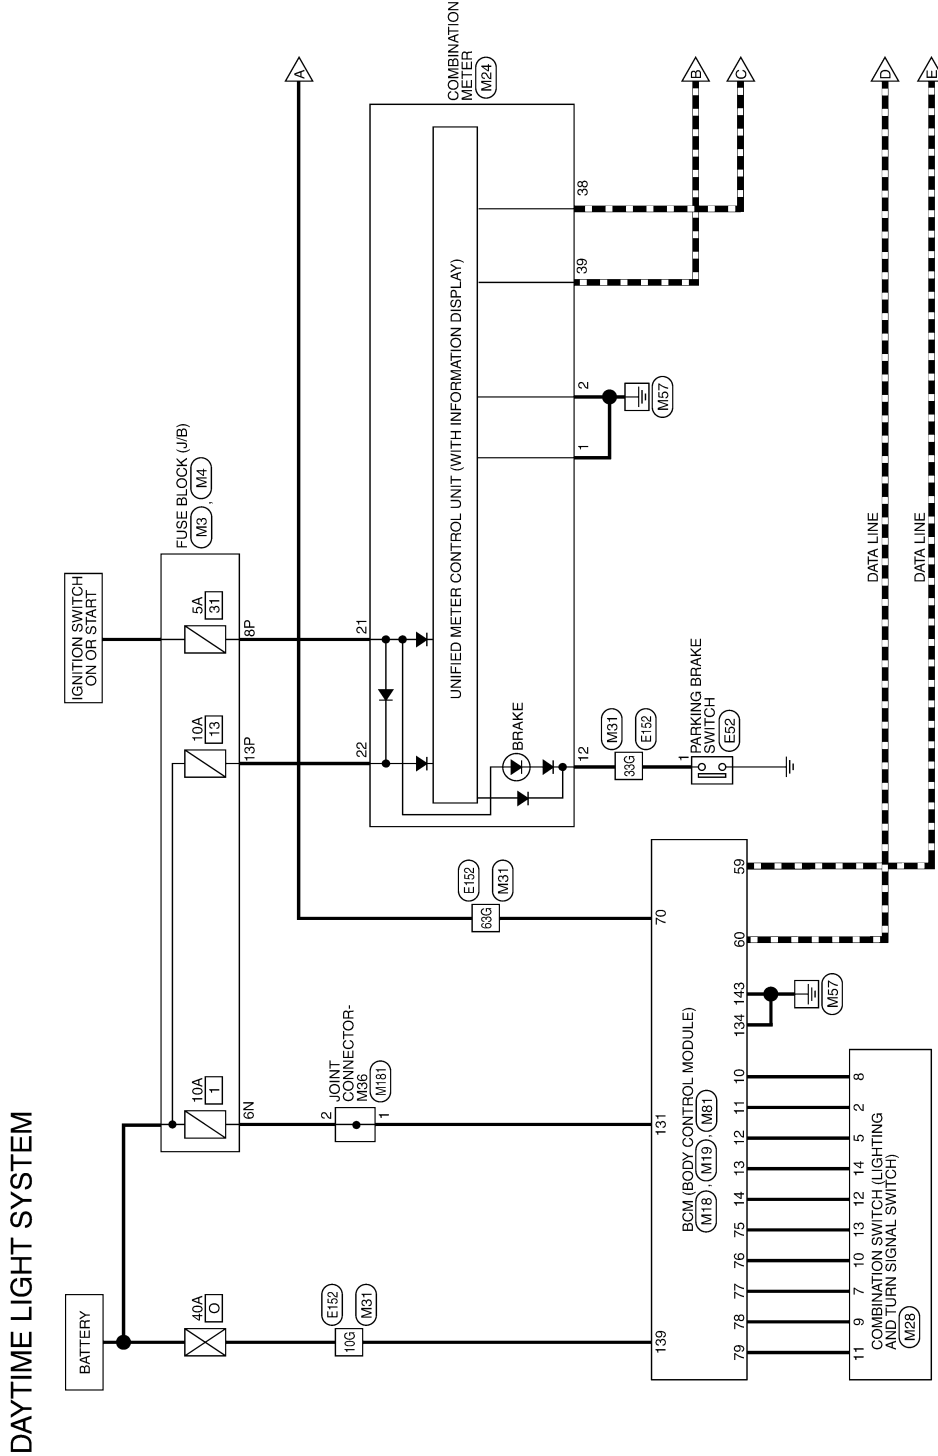 DAYTIME LIGHT SYSTEM
BATTERY
IGNITION SWITCH
ON OR START
40A
O
10A
1
10A
13
5A
31
FUSE BLOCK (J/B)
M3 , M4
6N
13P
8P
A
E152
10G
M31
JOINT
CONNECTOR-
M36
M181
2
1
E152
63G
M31
22
21
COMBINATION
METER
M24
UNIFIED METER CONTROL UNIT (WITH INFORMATION DISPLAY)
BRAKE
12
1
2
39
38
M57
M31
33G
E152
1
PARKING BRAKE
SWITCH
E52
B
C
139
131
70
BCM (BODY CONTROL MODULE)
M18 , M19 , M81
79
78
77
76
75
14
13
12
11
10
134
143
60
59
M57
11
9
7
10
13
12
14
5
2
8
COMBINATION SWITCH (LIGHTING
AND TURN SIGNAL SWITCH)
M28
DATA LINE
D
DATA LINE
E